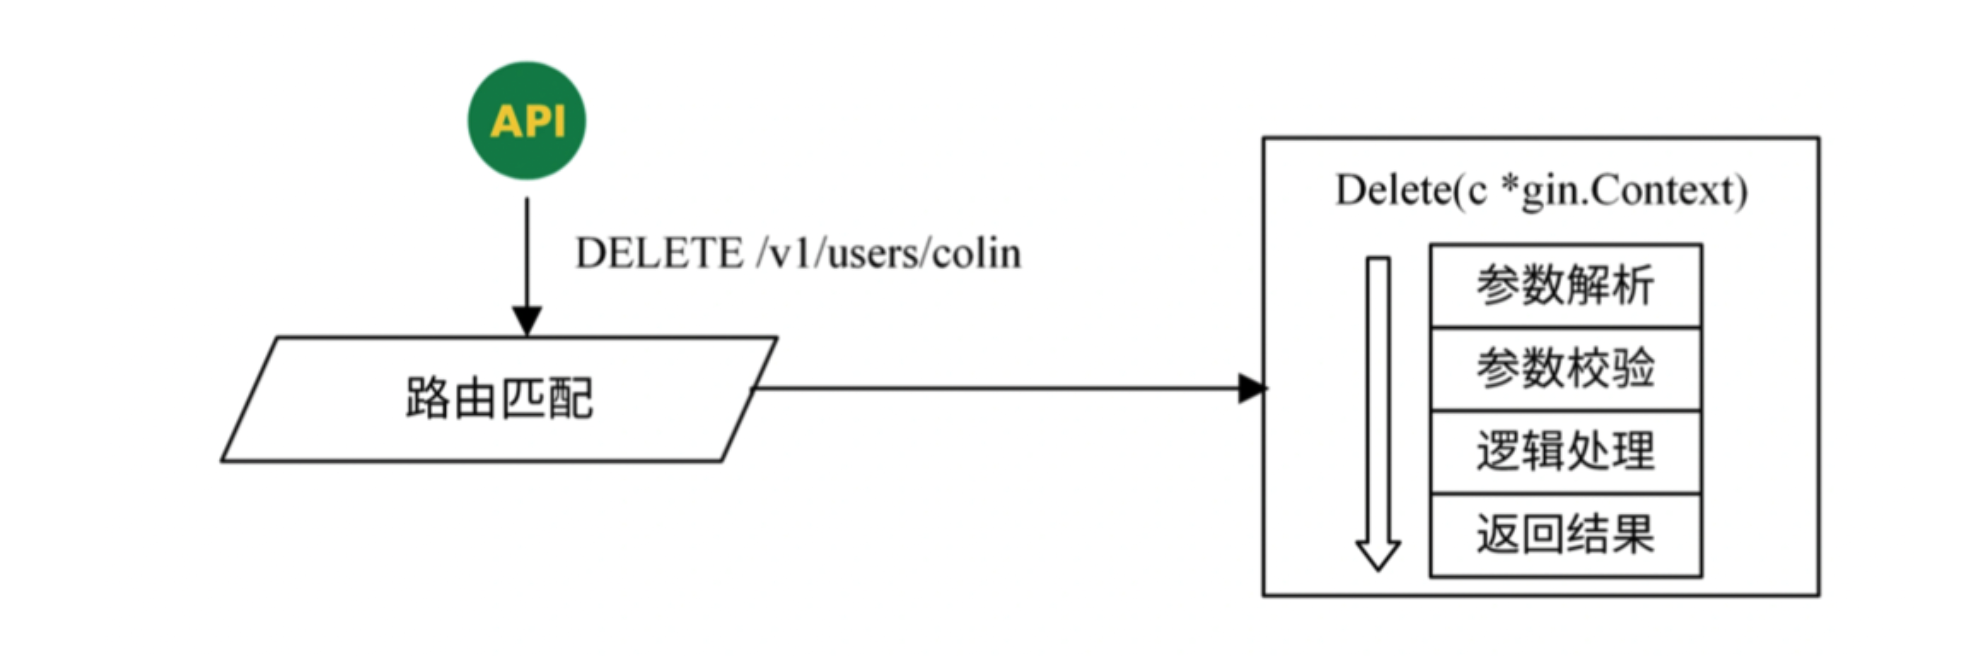 API
DELETE /v1/users/colin
路由匹配
Delete(c *gin.Context)
参数解析
参数校验
逻辑处理
返回结果